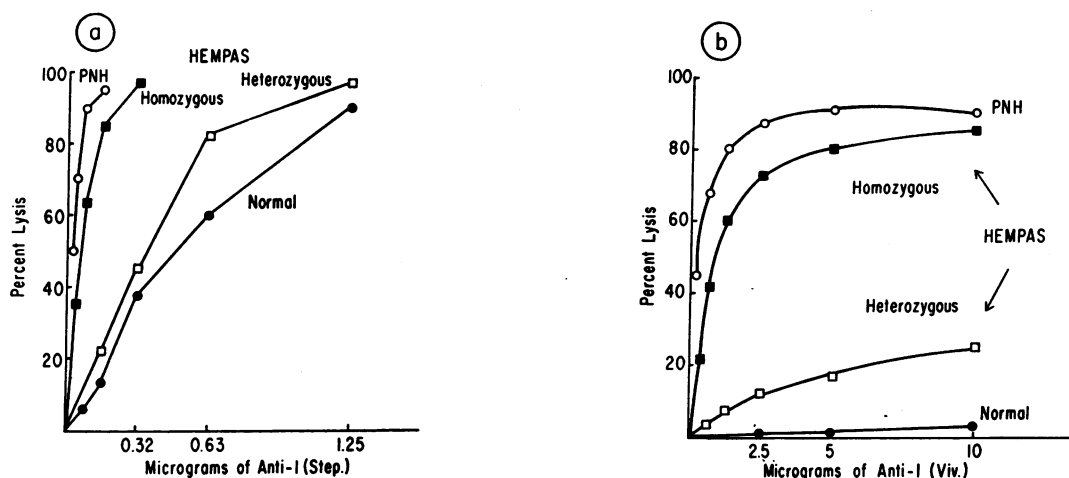 a
HEMPAS
100
PNH
Heterozygous
Homozygous
80
60
Normal
40
20
Percent Lysis
0.32 0.63 1.25
Micrograms of Anti-I (Step.)
b
100
PNH
80
Homozygous
60
HEMPAS
40
Heterozygous
20
Normal
Percent Lysis
2.5 5 10
Micrograms of Anti-I (Viv.)